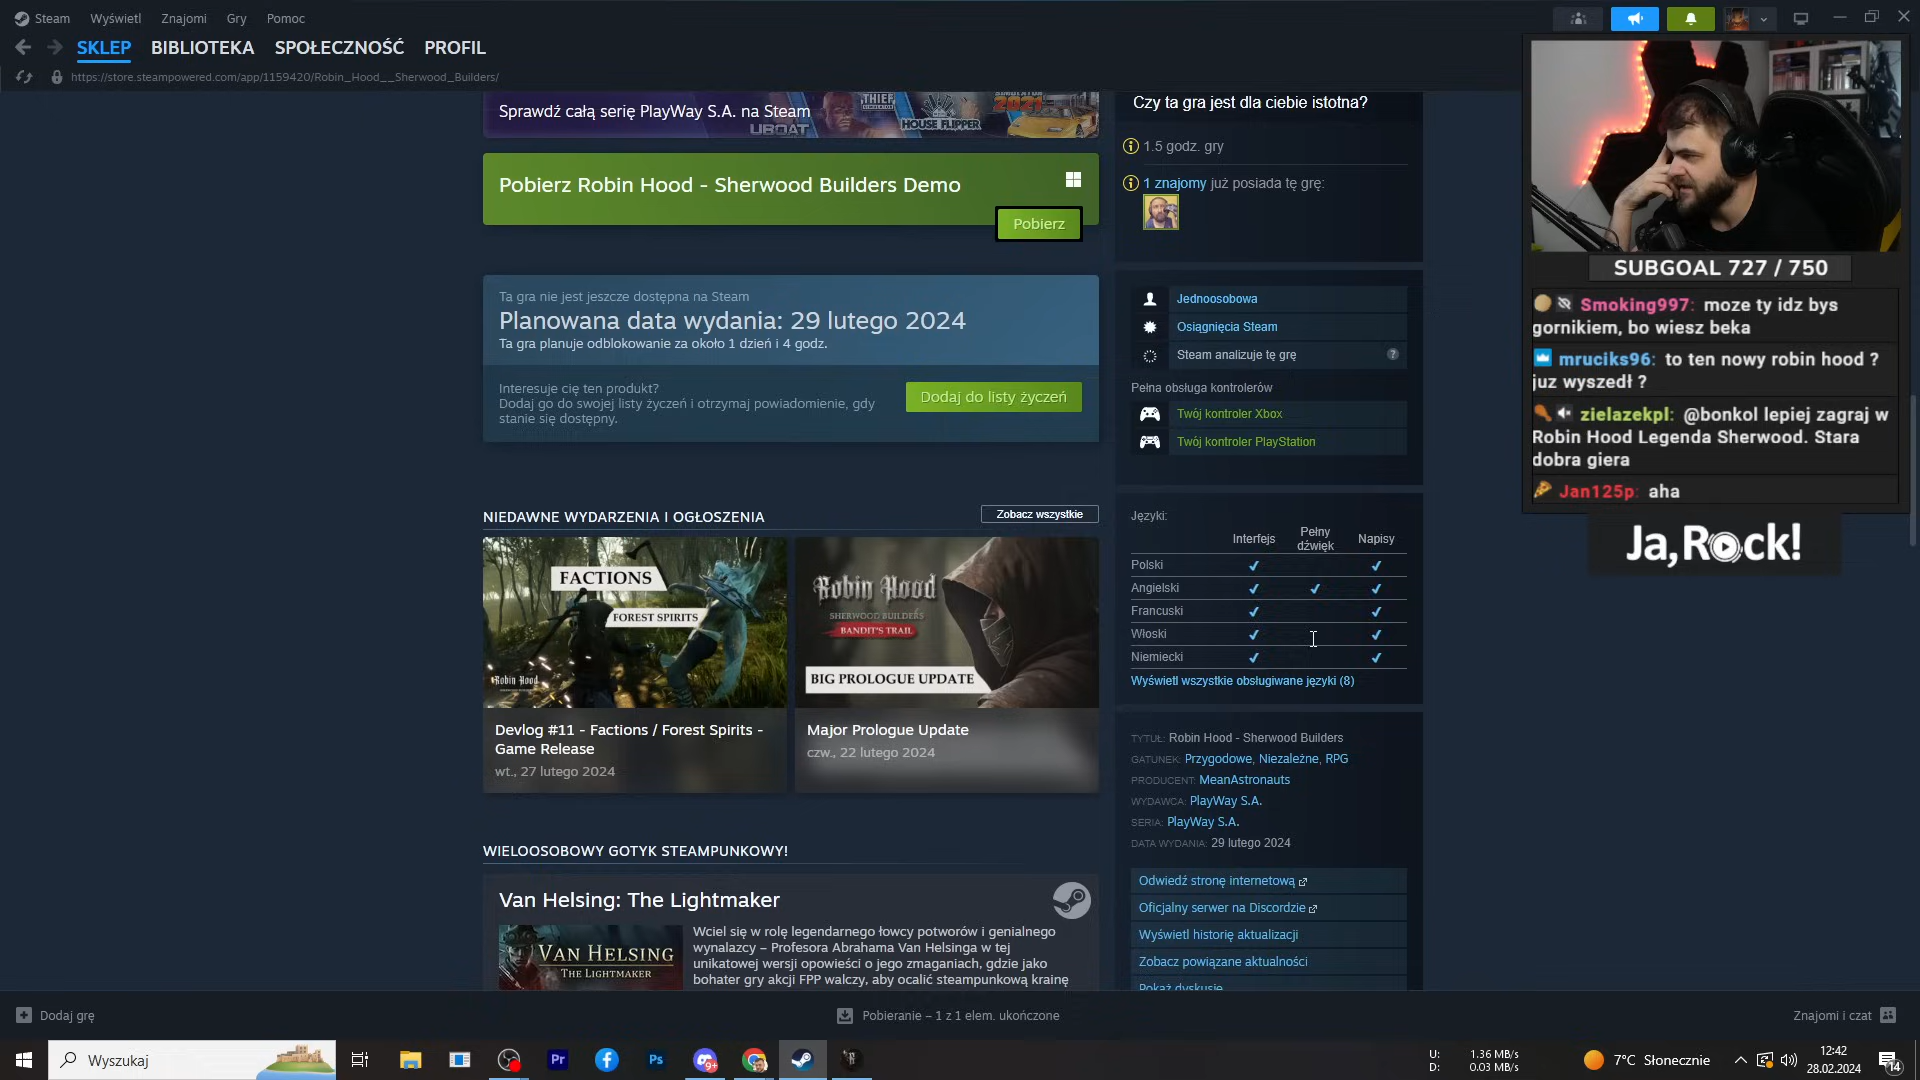 Steam Wyświetl Znajomi Gry Pomoc
SKLEP BIBLIOTEKA SPOŁECZNOŚĆ PROFIL
https://store.steampowered.com/app/1159420/Robin_Hood__Sherwood_Builders/
Sprawdź całą serię PlayWay S.A. na Steam
UBOAT
THIEF
SIMULATOR
HOUSE FLIPPER
2021
Pobierz Robin Hood - Sherwood Builders Demo
Pobierz
Ta gra nie jest jeszcze dostępna na Steam
Planowana data wydania: 29 lutego 2024
Ta gra planuje odblokowanie za około 1 dzień i 4 godz.
Interesuje cię ten produkt?
Dodaj go do swojej listy życzeń i otrzymaj powiadomienie, gdy
stanie się dostępny.
Dodaj do listy życzeń
NIEDAWNE WYDARZENIA I OGŁOSZENIA
Zobacz wszystkie
FACTIONS
FOREST SPIRITS
Robin Hood
Devlog #11 - Factions / Forest Spirits -
Game Release
wt., 27 lutego 2024
Robin Hood
SHERWOOD BUILDERS
BANDIT'S TRAIL
BIG PROLOGUE UPDATE
Major Prologue Update
czw., 22 lutego 2024
WIELOOSOBOWY GOTYK STEAMPUNKOWY!
Van Helsing: The Lightmaker
VAN HELSING
THE LIGHTMAKER
Wciel się w rolę legendarnego łowcy potworów i genialnego
wynalazcy – Profesora Abrahama Van Helsinga w tej
unikatowej wersji opowieści o jego zmaganiach, gdzie jako
bohater gry akcji FPP walczy, aby ocalić steampunkową krainę
Czy ta gra jest dla ciebie istotna?
1.5 godz. gry
1 znajomy już posiada tę grę:
Jednoosobowa
Osiągnięcia Steam
Steam analizuje tę grę ?
Pełna obsługa kontrolerów
Twój kontroler Xbox
Twój kontroler PlayStation
Języki:
Interfejs Pełny dźwięk Napisy
Polski ✔ ✔
Angielski ✔ ✔ ✔
Francuski ✔ ✔
Włoski ✔ ✔
Niemiecki ✔ ✔
Wyświetl wszystkie obsługiwane języki (8)
TYTUŁ: Robin Hood - Sherwood Builders
GATUNEK: Przygodowe, Niezależne, RPG
PRODUCENT: MeanAstronauts
WYDAWCA: PlayWay S.A.
SERIA: PlayWay S.A.
DATA WYDANIA: 29 lutego 2024
Odwiedź stronę internetową
Oficjalny serwer na Discordzie
Wyświetl historię aktualizacji
Zobacz powiązane aktualności
Pokaż dyskusje
SUBGOAL 727 / 750
Smoking997: moze ty idz bys
gornikiem, bo wiesz beka
mruciks96: to ten nowy robin hood ?
juz wyszedł ?
zielazekpl: @bonkol lepiej zagraj w
Robin Hood Legenda Sherwood. Stara
dobra giera
Jan125p: aha
Ja, Rock!
Dodaj grę
Pobieranie – 1 z 1 elem. ukończone
Znajomi i czat
Wyszukaj
Pr
Ps
9+
U: 1.36 MB/s
D: 0.03 MB/s
7°C Słonecznie
12:42
28.02.2024
14